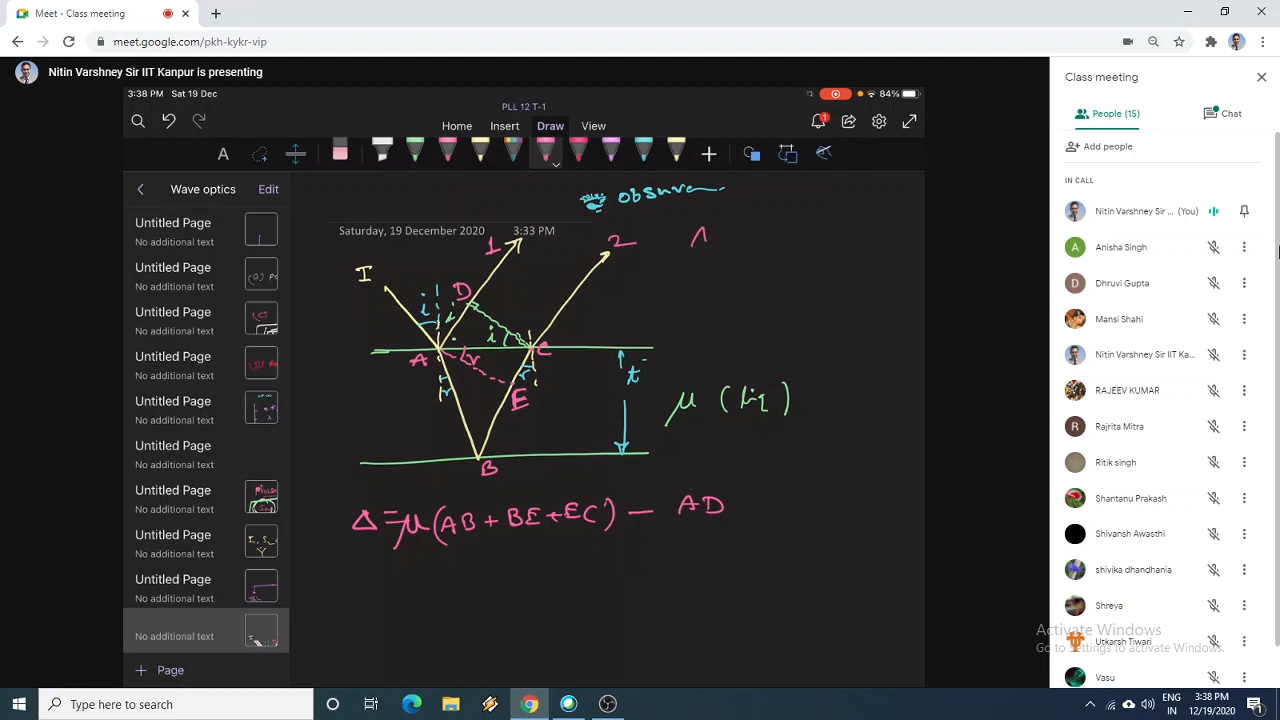 Meet - Class meeting
meet.google.com/pkh-kykr-vip
Nitin Varshney Sir IIT Kanpur is presenting
3:38 PM Sat 19 Dec
84%
PLL 12 T-1
Home Insert Draw View
1
A
Wave optics Edit
Untitled Page
No additional text
Untitled Page
No additional text
Untitled Page
No additional text
Untitled Page
No additional text
Untitled Page
No additional text
Untitled Page
No additional text
Untitled Page
No additional text
Untitled Page
No additional text
Untitled Page
No additional text
No additional text
Page
Saturday, 19 December 2020 3:33 PM
1
2
I
i
D
i
i
A
r
C
r
r
E
t
μ (liq)
B
Δ = μ(AB + BE + EC) - AD
Class meeting
People (15)
Chat
Add people
IN CALL
Nitin Varshney Sir ... (You)
A
Anisha Singh
Dhruvi Gupta
Mansi Shahi
Nitin Varshney Sir IIT Ka...
RAJEEV KUMAR
R
Rajrita Mitra
Ritik singh
Shantanu Prakash
Shivansh Awasthi
shivika dhandhania
Shreya
Utkarsh Tiwari
Vasu
Activate Windows
Go to Settings to activate Windows.
Type here to search
ENG
IN
3:38 PM
12/19/2020
1